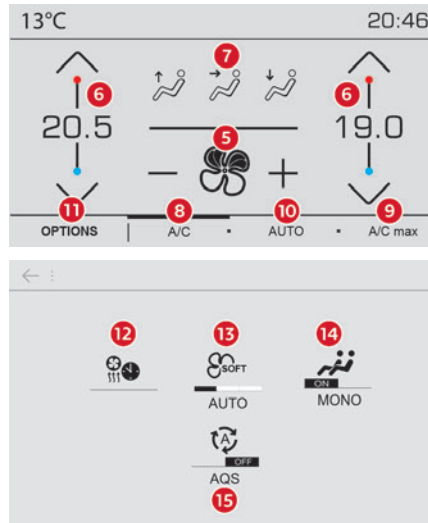 13°C 20:46
7
6 6
20.5 19.0
5
− +
11 8 10 9
OPTIONS | A/C · AUTO · A/C max
12 13 14
SOFT
ON
AUTO MONO
A
OFF
AQS
15